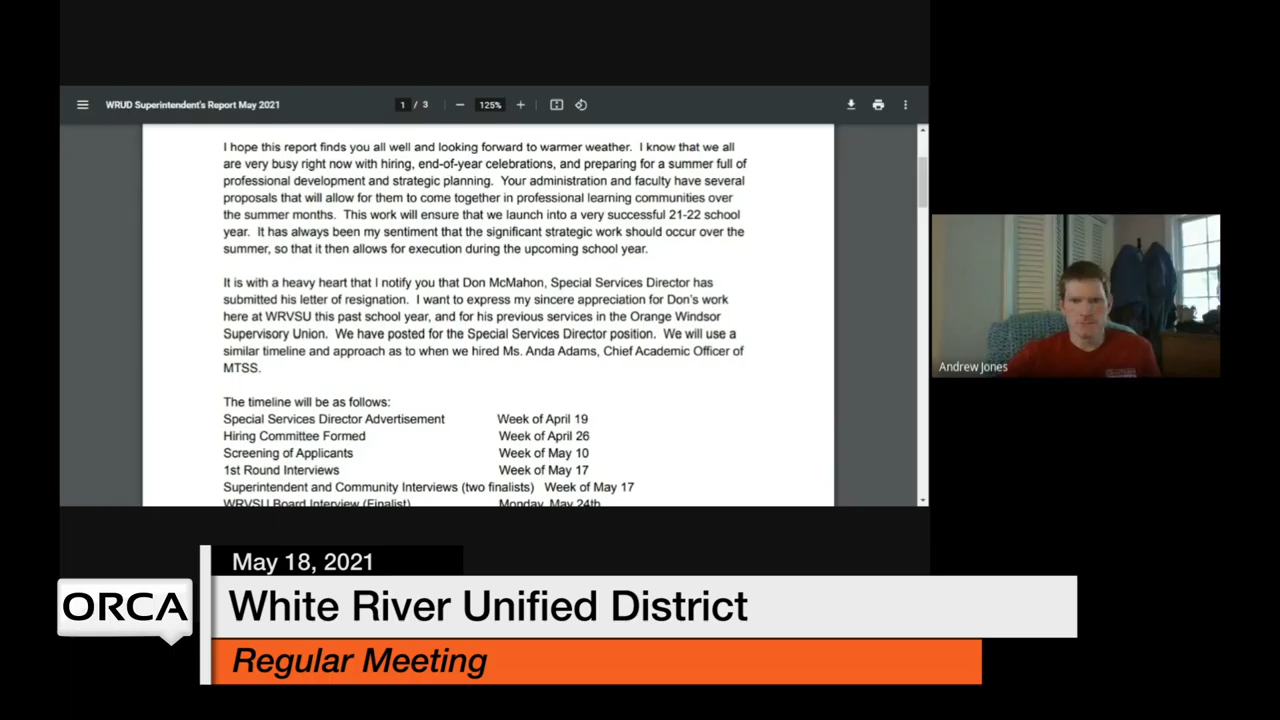 WRUD Superintendent's Report May 2021
1 / 3
125%
I hope this report finds you all well and looking forward to warmer weather. I know that we all
are very busy right now with hiring, end-of-year celebrations, and preparing for a summer full of
professional development and strategic planning. Your administration and faculty have several
proposals that will allow for them to come together in professional learning communities over
the summer months. This work will ensure that we launch into a very successful 21-22 school
year. It has always been my sentiment that the significant strategic work should occur over the
summer, so that it then allows for execution during the upcoming school year.
It is with a heavy heart that I notify you that Don McMahon, Special Services Director has
submitted his letter of resignation. I want to express my sincere appreciation for Don's work
here at WRVSU this past school year, and for his previous services in the Orange Windsor
Supervisory Union. We have posted for the Special Services Director position. We will use a
similar timeline and approach as to when we hired Ms. Anda Adams, Chief Academic Officer of
MTSS.
The timeline will be as follows:
Special Services Director Advertisement Week of April 19
Hiring Committee Formed Week of April 26
Screening of Applicants Week of May 10
1st Round Interviews Week of May 17
Superintendent and Community Interviews (two finalists) Week of May 17
WRVSU Board Interview (Finalist) Monday, May 24th
Andrew Jones
May 18, 2021
ORCA
White River Unified District
Regular Meeting